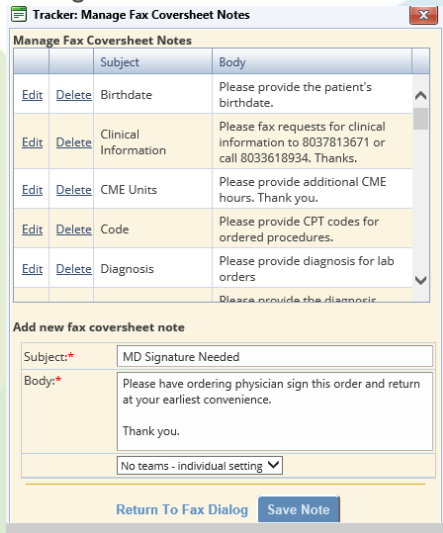 Tracker: Manage Fax Coversheet Notes
X
Manage Fax Coversheet Notes
Subject Body
Edit Delete Birthdate Please provide the patient's
birthdate.
Edit Delete Clinical
Information Please fax requests for clinical
information to 8037813671 or
call 8033618934. Thanks.
Edit Delete CME Units Please provide additional CME
hours. Thank you.
Edit Delete Code Please provide CPT codes for
ordered procedures.
Edit Delete Diagnosis Please provide diagnosis for lab
orders
Please provide the diagnosis
Add new fax coversheet note
Subject:* MD Signature Needed
Body:* Please have ordering physician sign this order and return
at your earliest convenience.
Thank you.
No teams - individual setting
Return To Fax Dialog Save Note